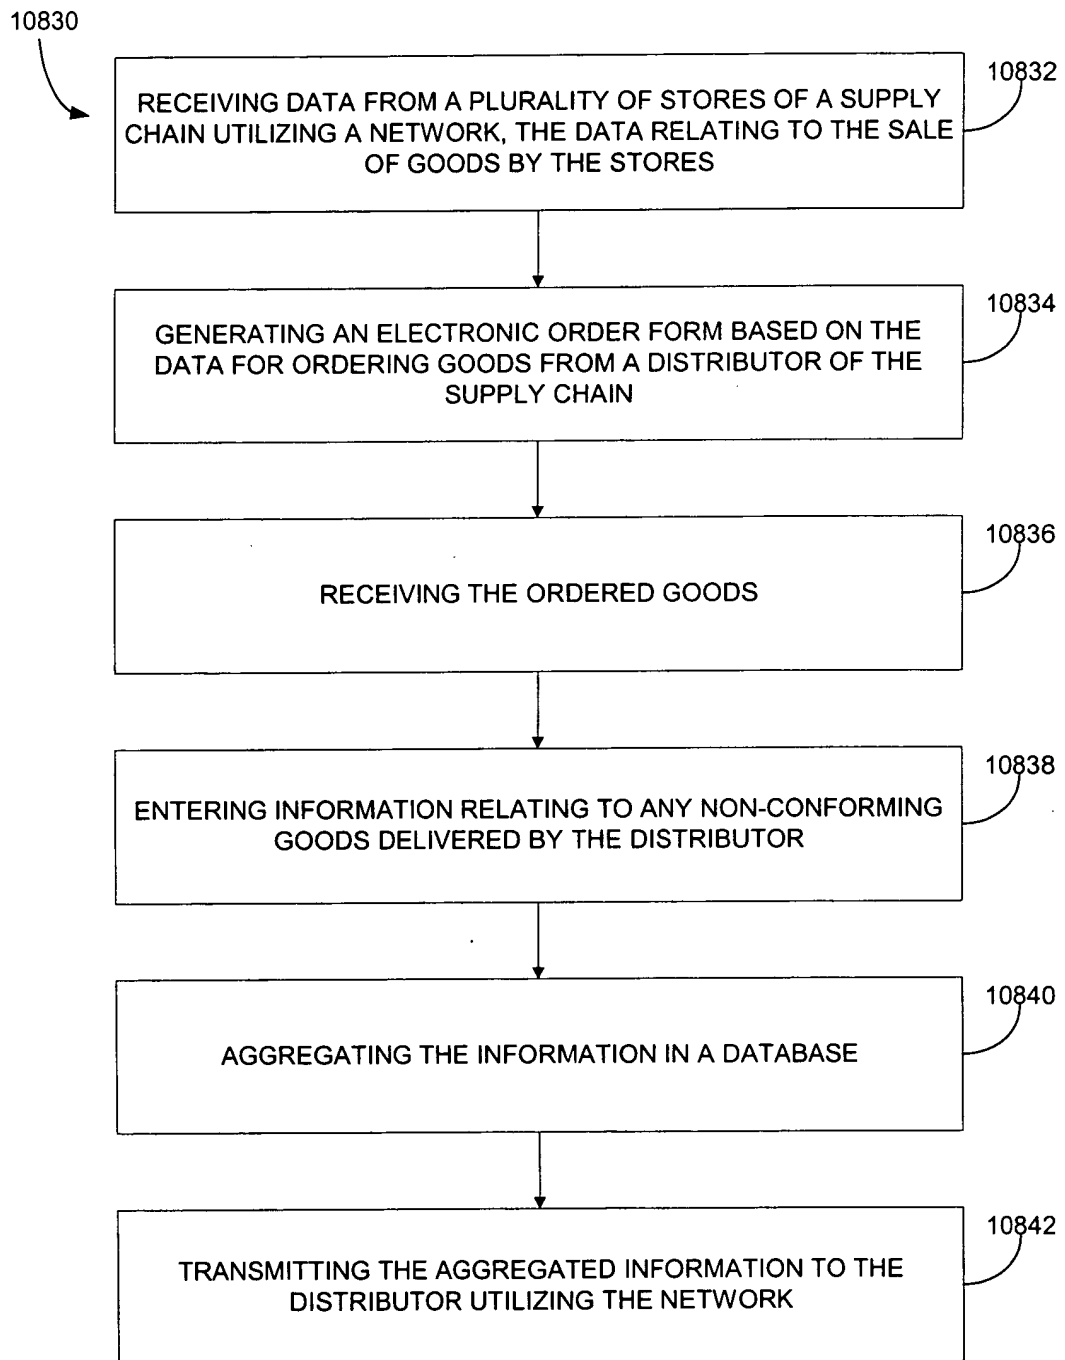 10830
10832
RECEIVING DATA FROM A PLURALITY OF STORES OF A SUPPLY
CHAIN UTILIZING A NETWORK, THE DATA RELATING TO THE SALE
OF GOODS BY THE STORES
10834
GENERATING AN ELECTRONIC ORDER FORM BASED ON THE
DATA FOR ORDERING GOODS FROM A DISTRIBUTOR OF THE
SUPPLY CHAIN
10836
RECEIVING THE ORDERED GOODS
10838
ENTERING INFORMATION RELATING TO ANY NON-CONFORMING
GOODS DELIVERED BY THE DISTRIBUTOR
10840
AGGREGATING THE INFORMATION IN A DATABASE
10842
TRANSMITTING THE AGGREGATED INFORMATION TO THE
DISTRIBUTOR UTILIZING THE NETWORK